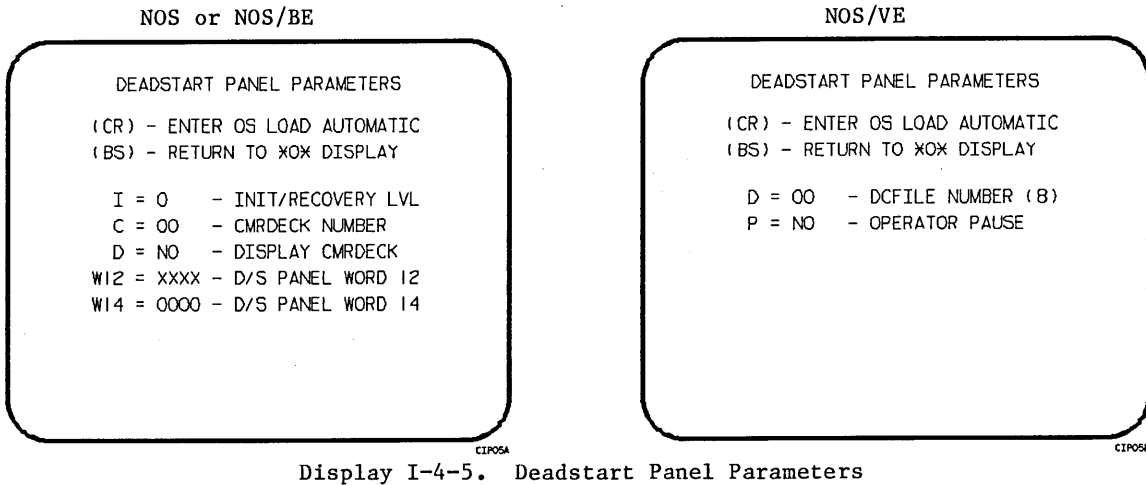 NOS or NOS/BE
DEADSTART PANEL PARAMETERS
(CR) - ENTER OS LOAD AUTOMATIC
(BS) - RETURN TO *O* DISPLAY
I = 0 - INIT/RECOVERY LVL
C = 00 - CMRDECK NUMBER
D = NO - DISPLAY CMRDECK
W12 = XXXX - D/S PANEL WORD 12
W14 = 0000 - D/S PANEL WORD 14
CIP05A
NOS/VE
DEADSTART PANEL PARAMETERS
(CR) - ENTER OS LOAD AUTOMATIC
(BS) - RETURN TO *O* DISPLAY
D = 00 - DCFILE NUMBER (8)
P = NO - OPERATOR PAUSE
Display I-4-5. Deadstart Panel Parameters